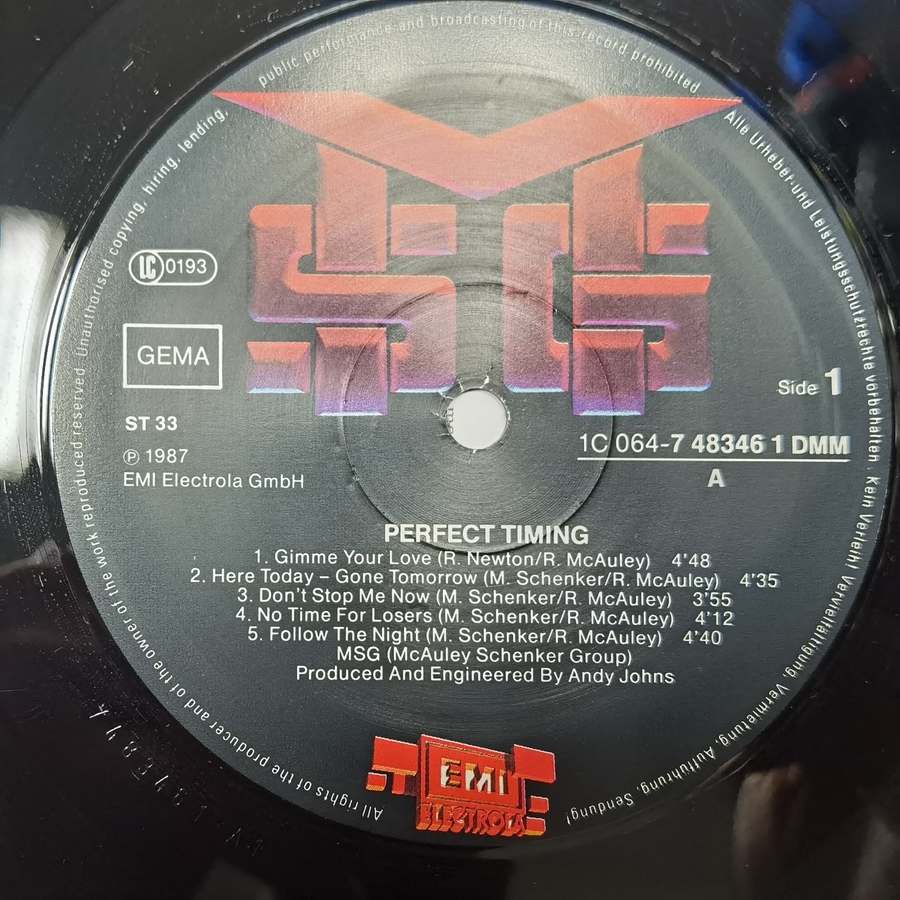 All rights of the producer and of the owner of the work reproduced reserved. Unauthorised copying, hiring, lending, public performance and broadcasting of this record prohibited.
Alle Urheber- und Leistungsschutzrechte vorbehalten. Kein Verleih! Vervielfältigung, Vermietung, Aufführung, Sendung!
MSG
LC 0193
GEMA
Side 1
ST 33
1C 064-7 48346 1 DMM
℗ 1987
A
EMI Electrola GmbH
PERFECT TIMING
1. Gimme Your Love (R. Newton/R. McAuley) 4'48
2. Here Today – Gone Tomorrow (M. Schenker/R. McAuley) 4'35
3. Don't Stop Me Now (M. Schenker/R. McAuley) 3'55
4. No Time For Losers (M. Schenker/R. McAuley) 4'12
5. Follow The Night (M. Schenker/R. McAuley) 4'40
MSG (McAuley Schenker Group)
Produced And Engineered By Andy Johns
EMI
ELECTROLA